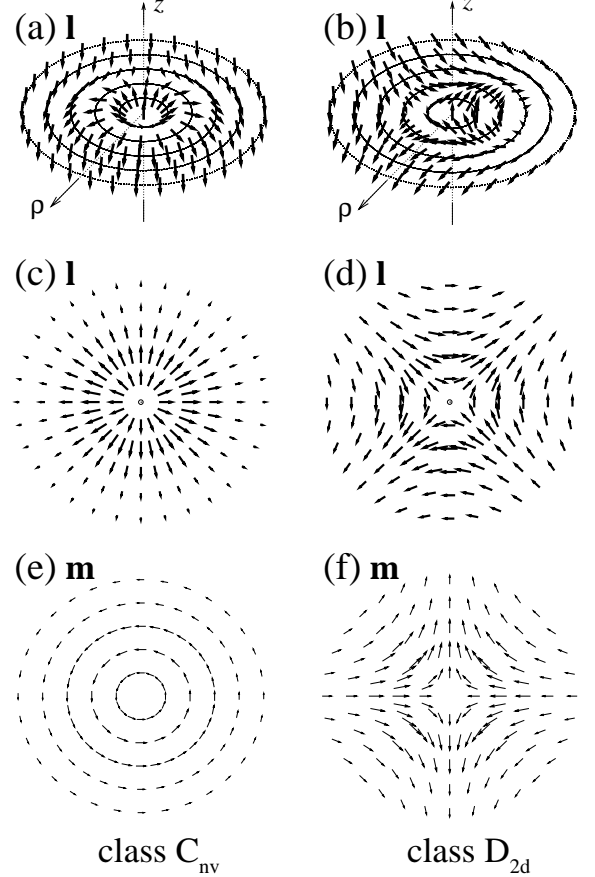 (a) l z
(b) l z
ρ
ρ
(c) l
(d) l
(e) m
(f) m
class C_nv
class D_2d